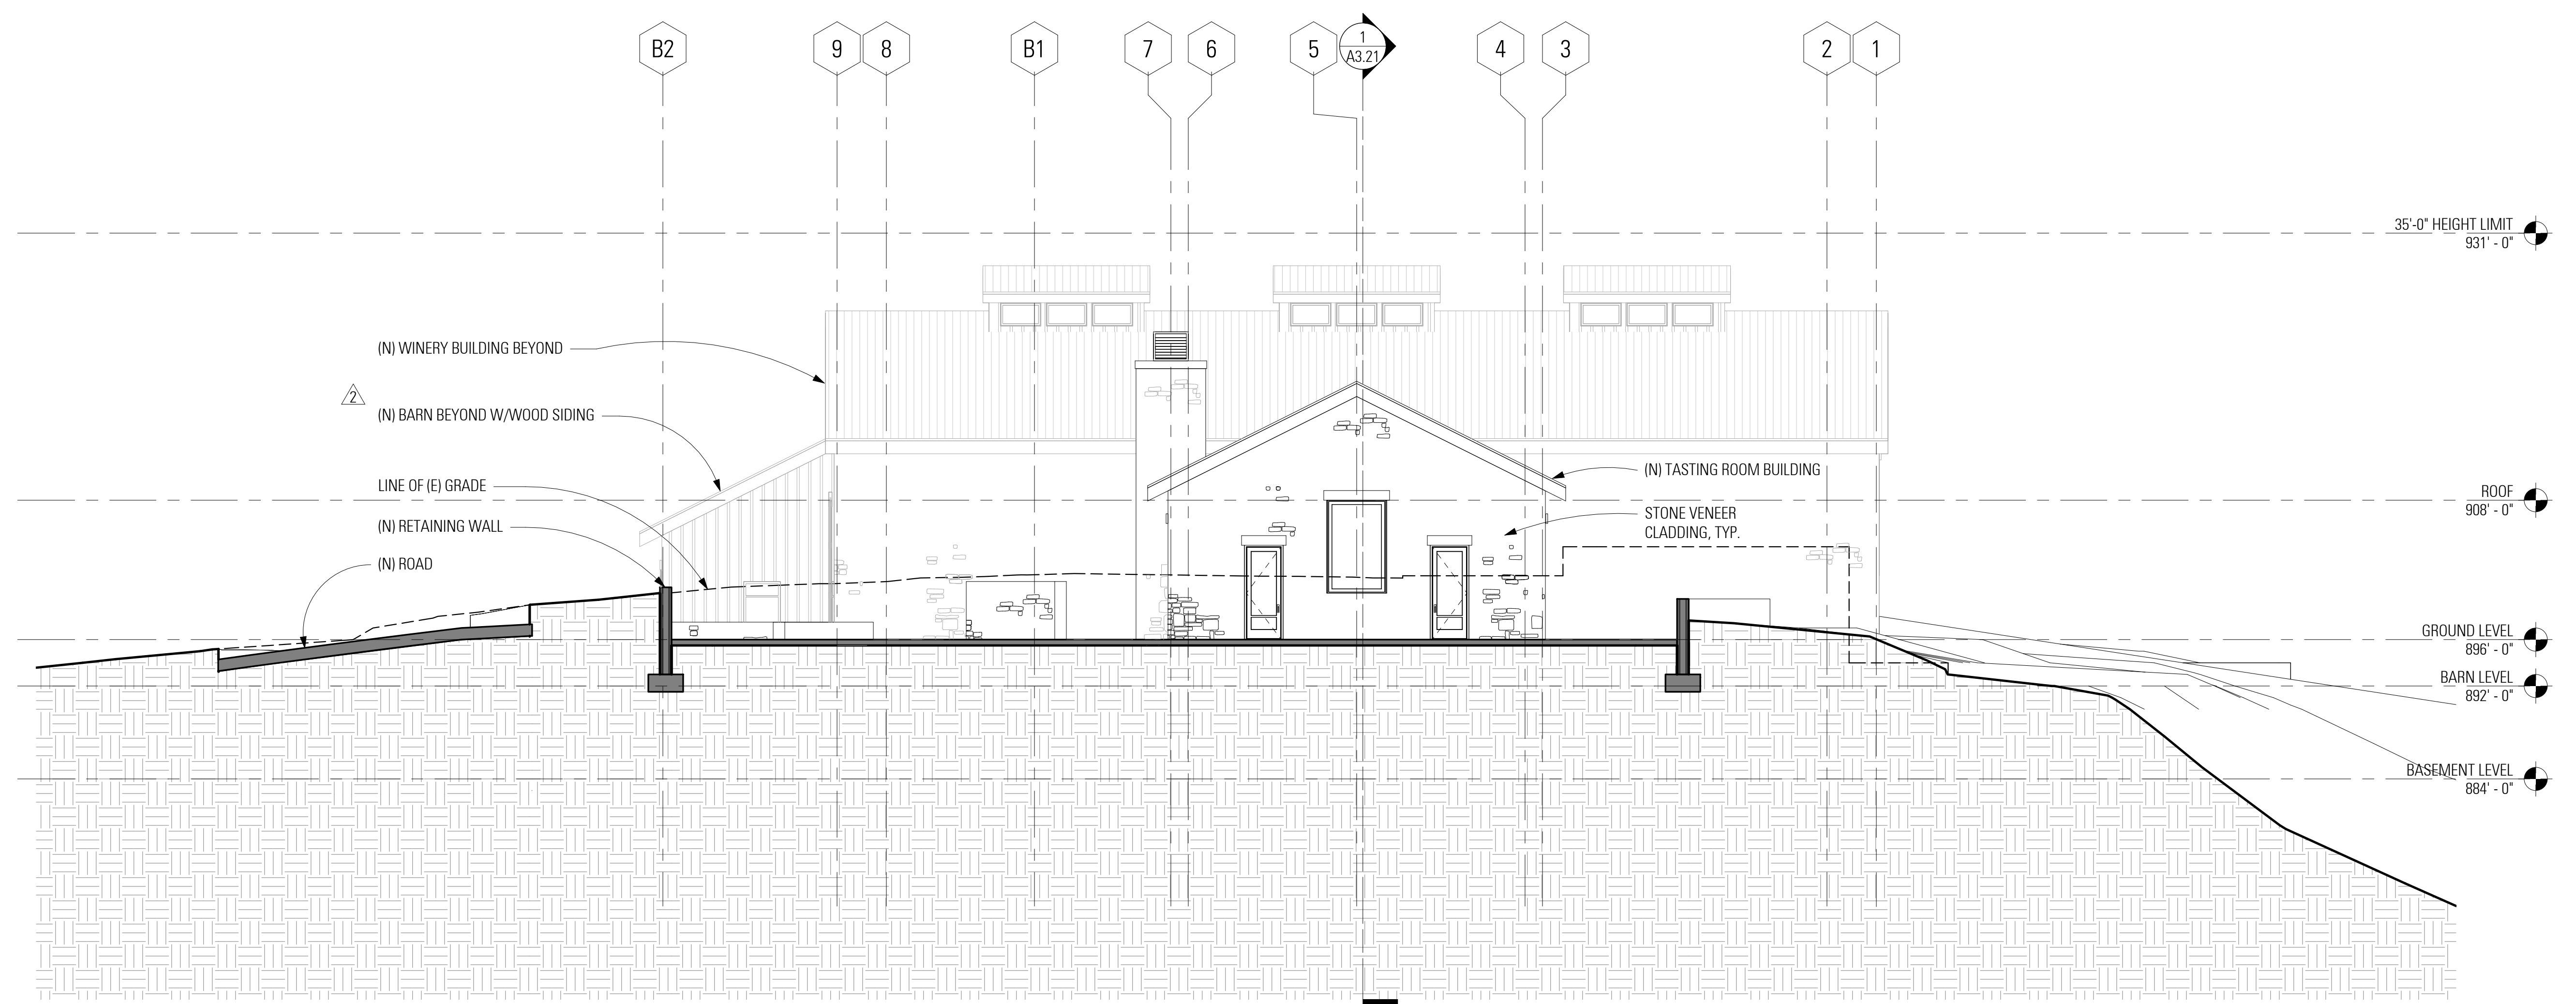 B2
9
8
B1
7
6
5
1
A3.21
4
3
2
1
35'-0" HEIGHT LIMIT
931' - 0"
(N) WINERY BUILDING BEYOND
2
(N) BARN BEYOND W/WOOD SIDING
(N) TASTING ROOM BUILDING
LINE OF (E) GRADE
ROOF
908' - 0"
(N) RETAINING WALL
STONE VENEER
CLADDING, TYP.
(N) ROAD
GROUND LEVEL
896' - 0"
BARN LEVEL
892' - 0"
BASEMENT LEVEL
884' - 0"